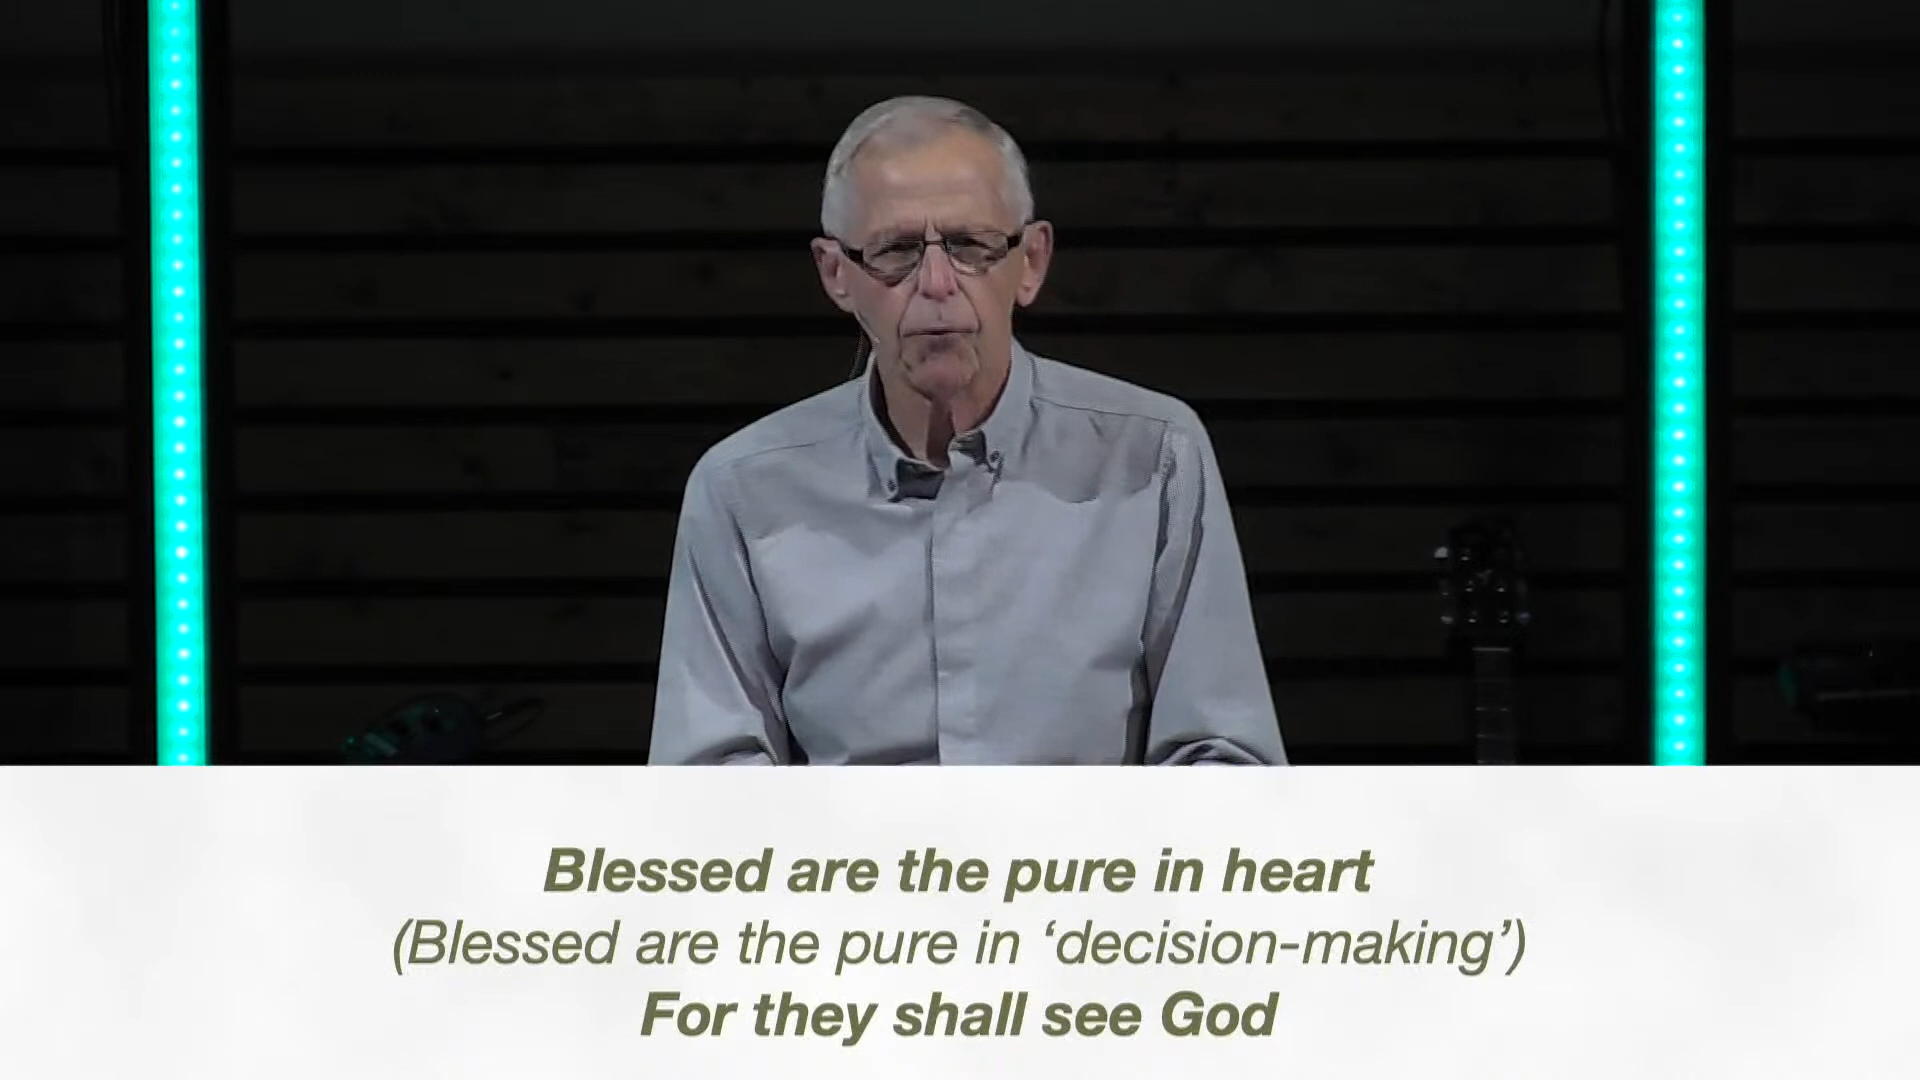 Blessed are the pure in heart
(Blessed are the pure in ‘decision-making’)
For they shall see God